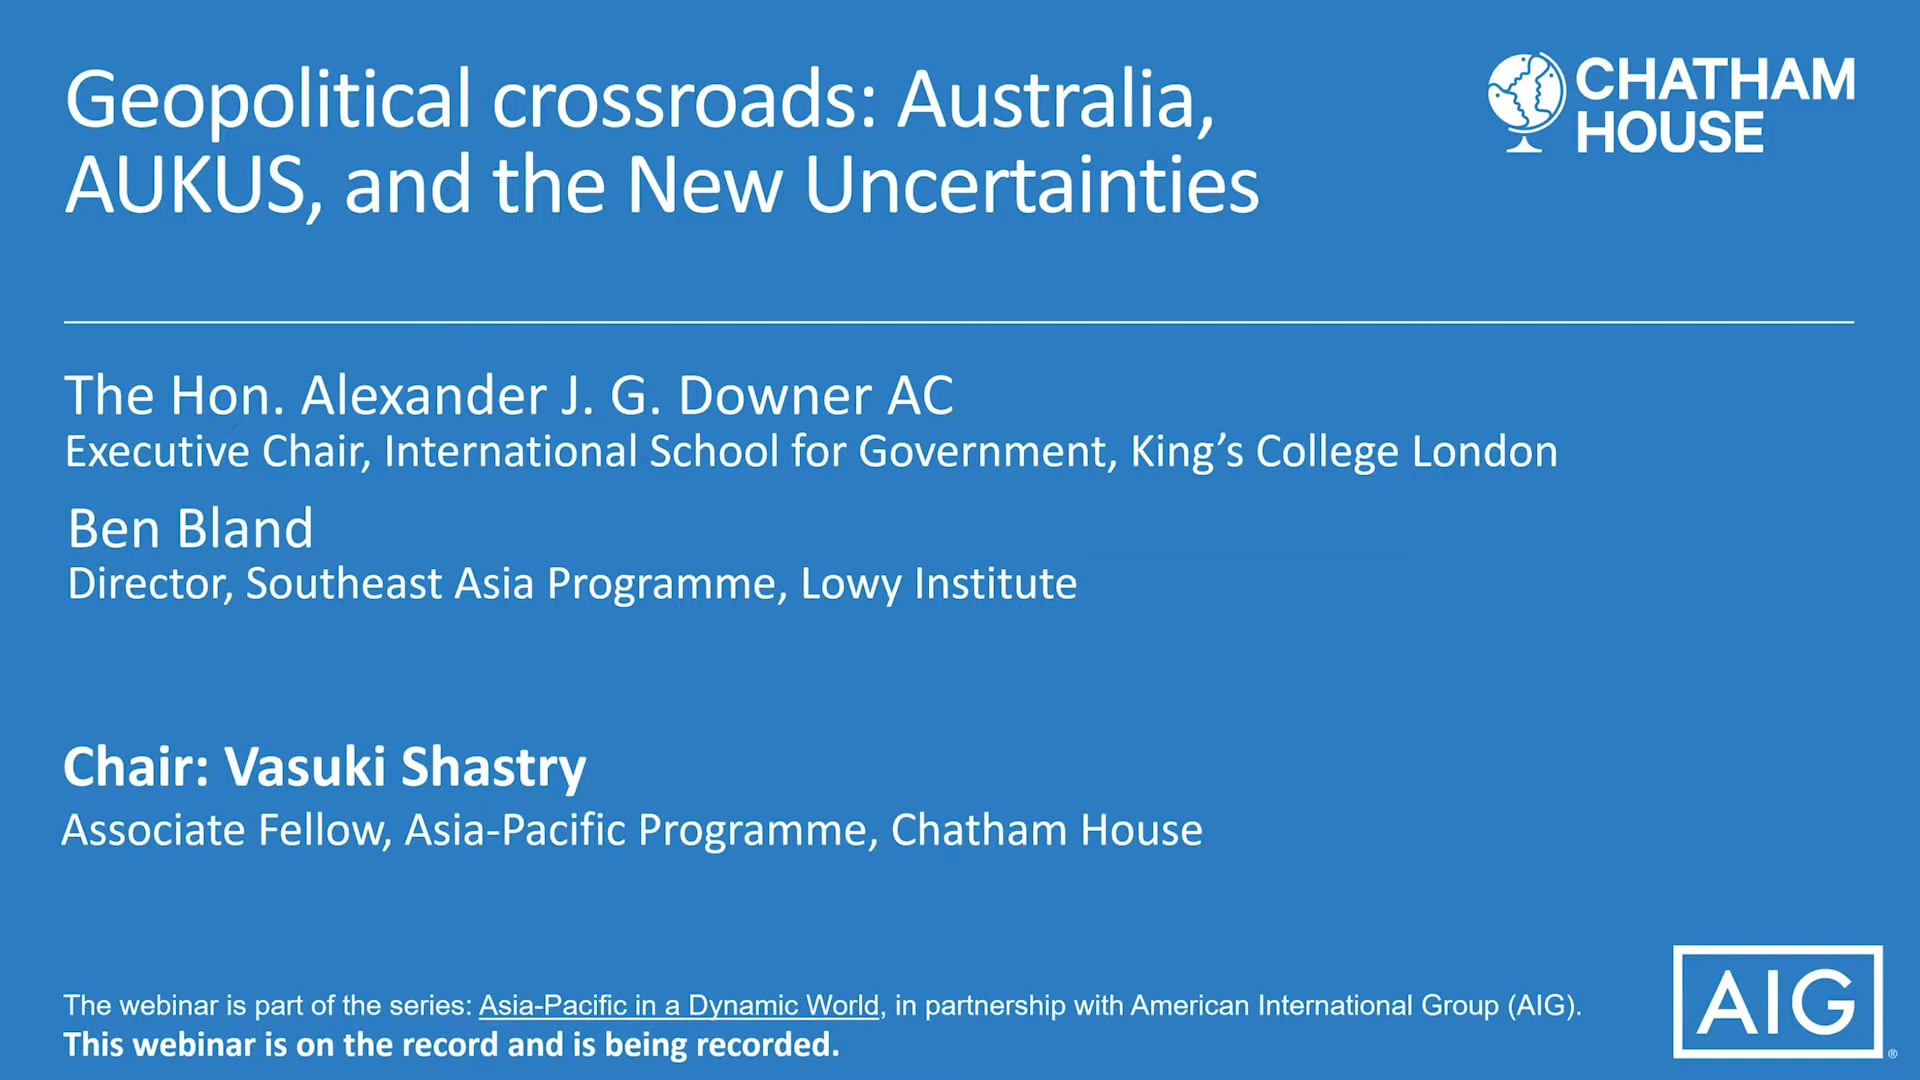 Geopolitical crossroads: Australia,
AUKUS, and the New Uncertainties
CHATHAM
HOUSE
The Hon. Alexander J. G. Downer AC
Executive Chair, International School for Government, King’s College London
Ben Bland
Director, Southeast Asia Programme, Lowy Institute
Chair: Vasuki Shastry
Associate Fellow, Asia-Pacific Programme, Chatham House
The webinar is part of the series: Asia-Pacific in a Dynamic World, in partnership with American International Group (AIG).
This webinar is on the record and is being recorded.
AIG®